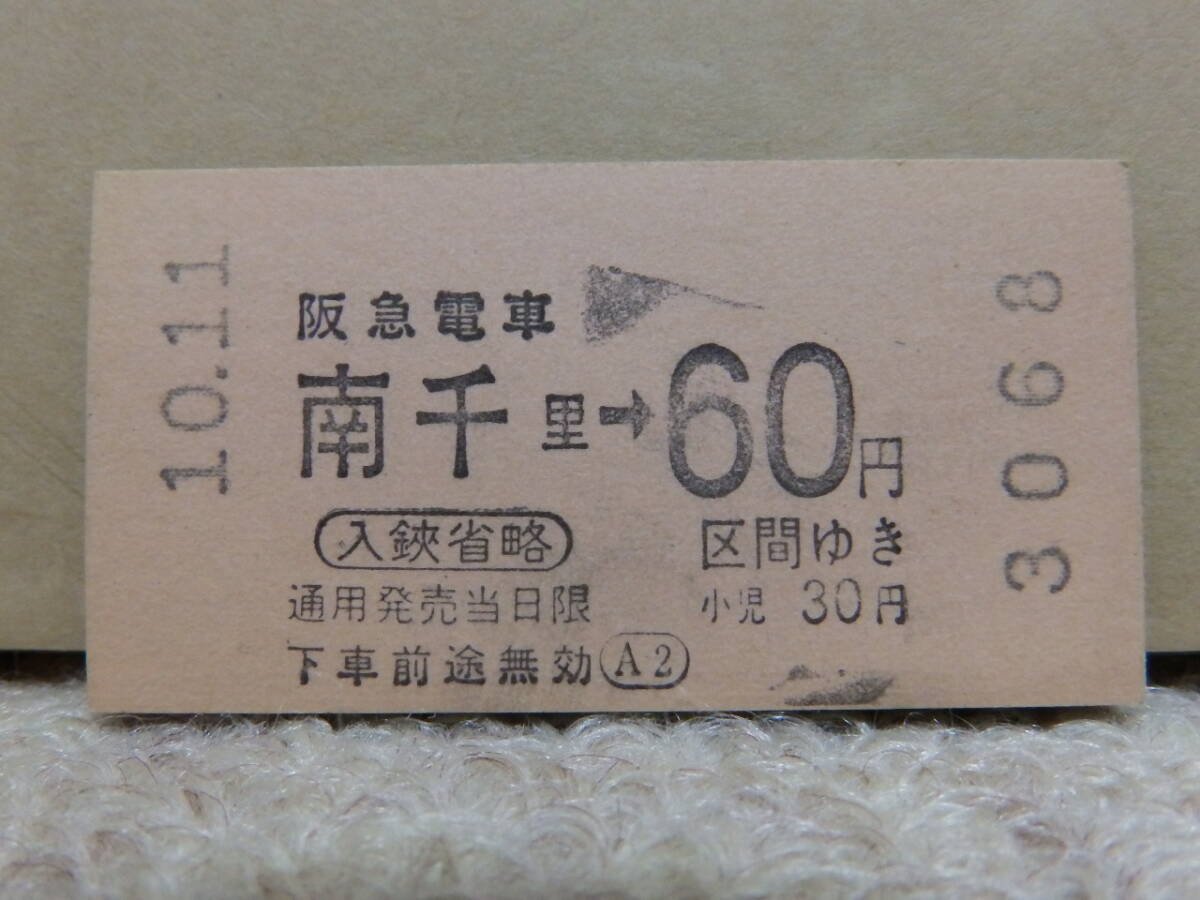 10.11
阪急電車
南千里→60円
入鋏省略
区間ゆき
通用発売当日限
小児 30円
下車前途無効 A2
3068